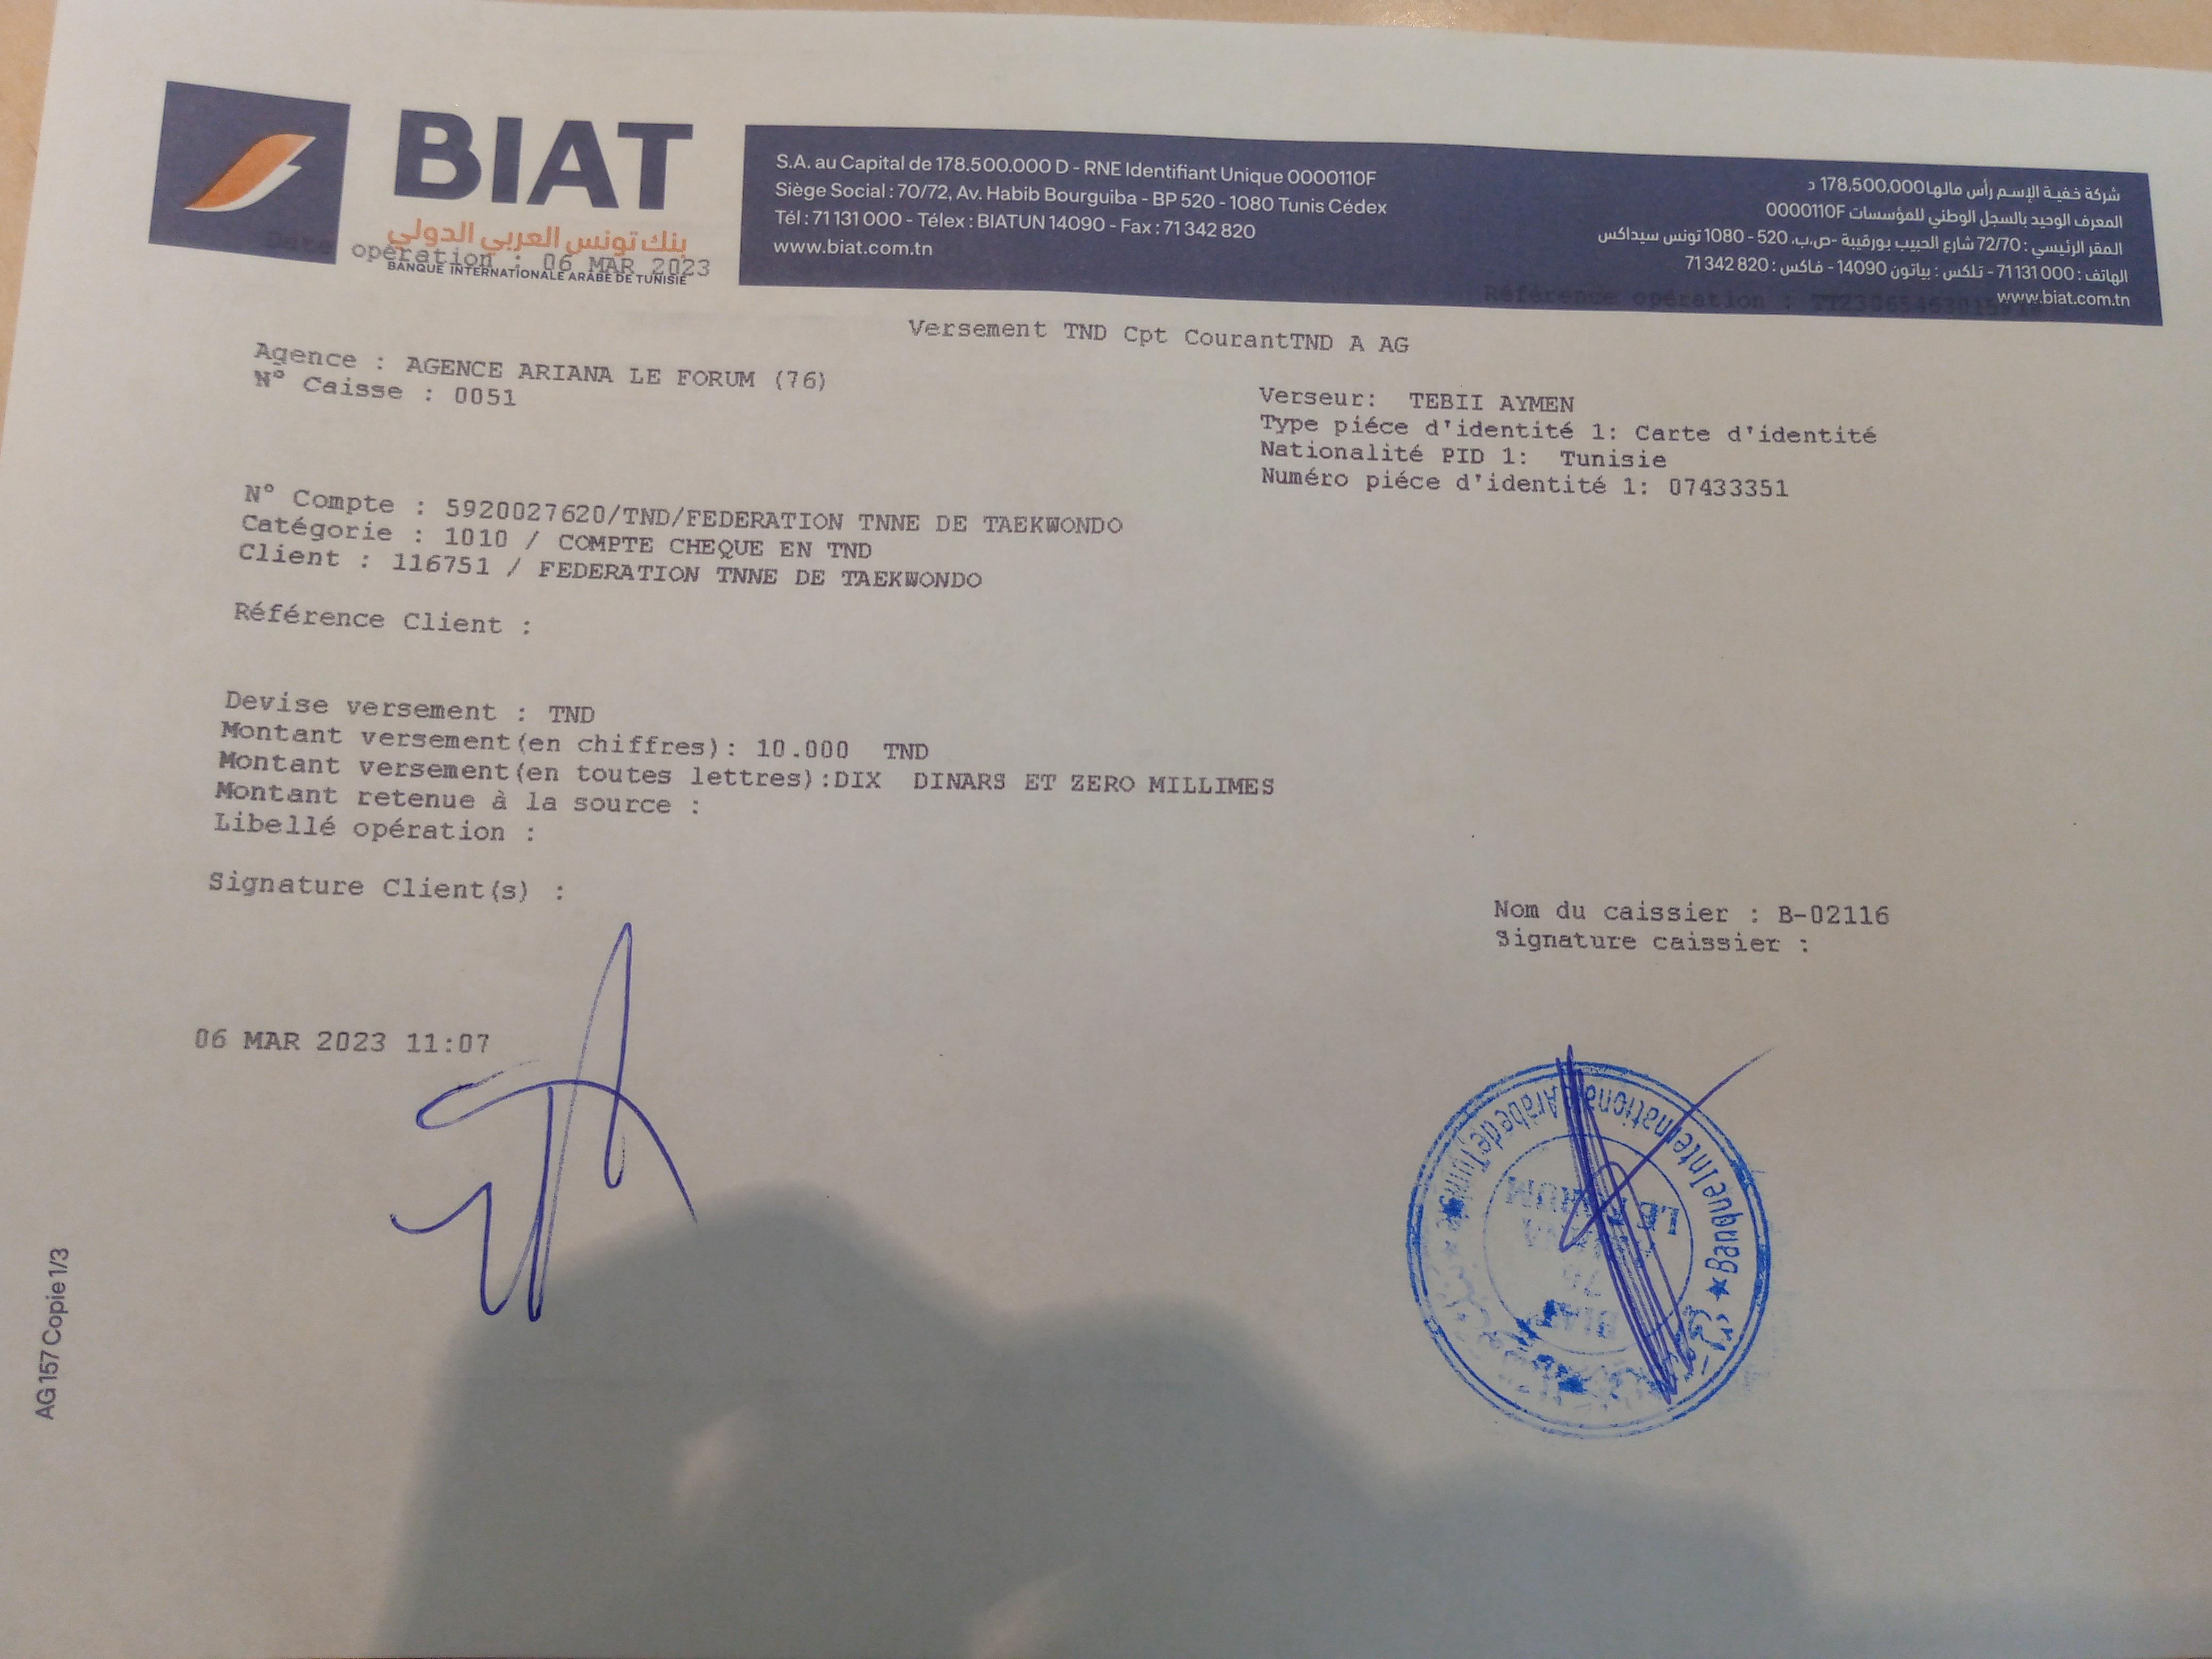 BIAT
بنك تونس العربي الدولي
BANQUE INTERNATIONALE ARABE DE TUNISIE
Date opération : 06 MAR 2023
S.A. au Capital de 178.500.000 D - RNE Identifiant Unique 0000110F
Siège Social : 70/72, Av. Habib Bourguiba - BP 520 - 1080 Tunis Cédex
Tél : 71 131 000 - Télex : BIATUN 14090 - Fax : 71 342 820
www.biat.com.tn
شركة خفية الإسم رأس مالها 178.500.000 د
المعرف الوحيد بالسجل الوطني للمؤسسات 0000110F
المقر الرئيسي : 72/70 شارع الحبيب بورقيبة -ص.ب. 520 - 1080 تونس سيداكس
الهاتف : 71 131 000 - تلكس : بياتون 14090 - فاكس : 71 342 820
www.biat.com.tn
Référence opération :
Versement TND Cpt CourantTND A AG
Agence : AGENCE ARIANA LE FORUM (76)
N° Caisse : 0051
Verseur: TEBII AYMEN
Type piéce d'identité 1: Carte d'identité
Nationalité PID 1: Tunisie
Numéro piéce d'identité 1: 07433351
N° Compte : 5920027620/TND/FEDERATION TNNE DE TAEKWONDO
Catégorie : 1010 / COMPTE CHEQUE EN TND
Client : 116751 / FEDERATION TNNE DE TAEKWONDO
Référence Client :
Devise versement : TND
Montant versement(en chiffres): 10.000 TND
Montant versement(en toutes lettres):DIX DINARS ET ZERO MILLIMES
Montant retenue à la source :
Libellé opération :
Signature Client(s) :
Nom du caissier : B-02116
Signature caissier :
06 MAR 2023 11:07
Banque Internationale Arabe de Tunisie
LE FORUM
AG 157 Copie 1/3